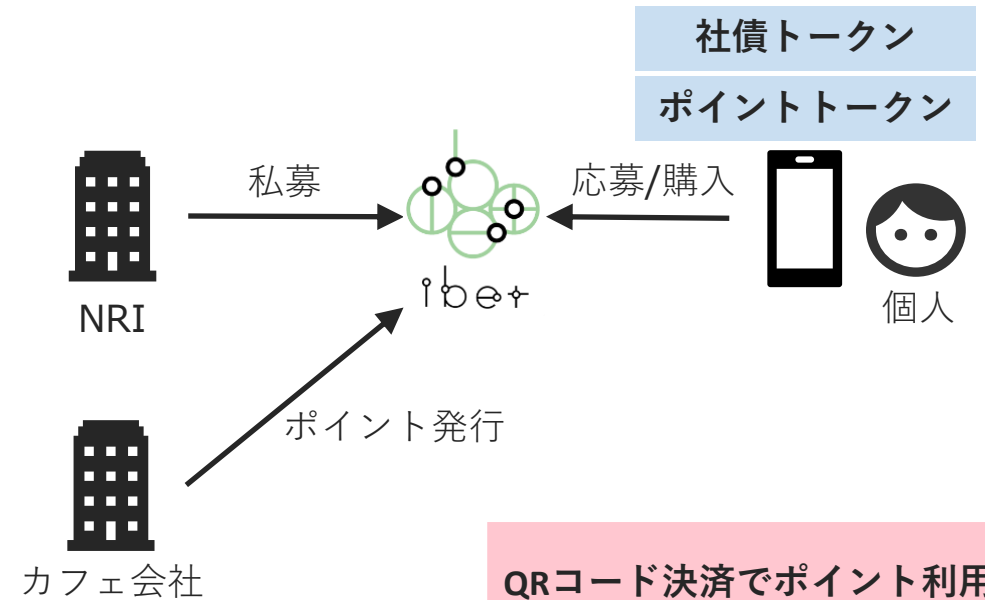 社債トークン
ポイントトークン
私募
応募/購入
iber
NRI
個人
ポイント発行
カフェ会社
QRコード決済でポイント利用